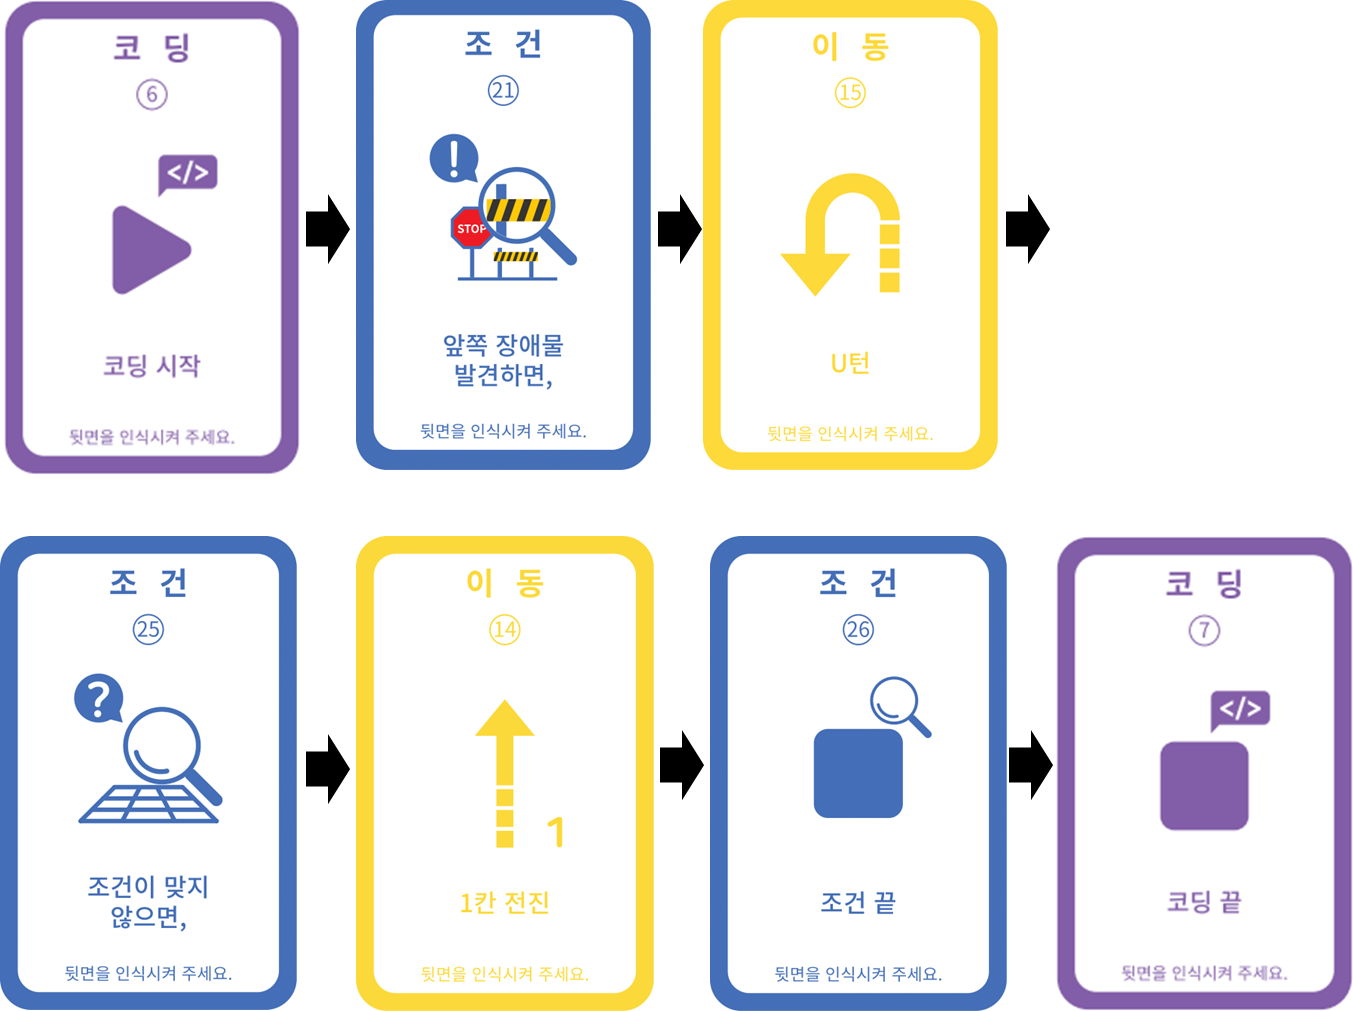 코 딩
⑥
</>
코딩 시작
뒷면을 인식시켜 주세요.
조 건
㉑
!
STOP
앞쪽 장애물
발견하면,
뒷면을 인식시켜 주세요.
이 동
⑮
U턴
뒷면을 인식시켜 주세요.
조 건
㉕
?
조건이 맞지
않으면,
뒷면을 인식시켜 주세요.
이 동
⑭
1
1칸 전진
뒷면을 인식시켜 주세요.
조 건
㉖
조건 끝
뒷면을 인식시켜 주세요.
코 딩
⑦
</>
코딩 끝
뒷면을 인식시켜 주세요.